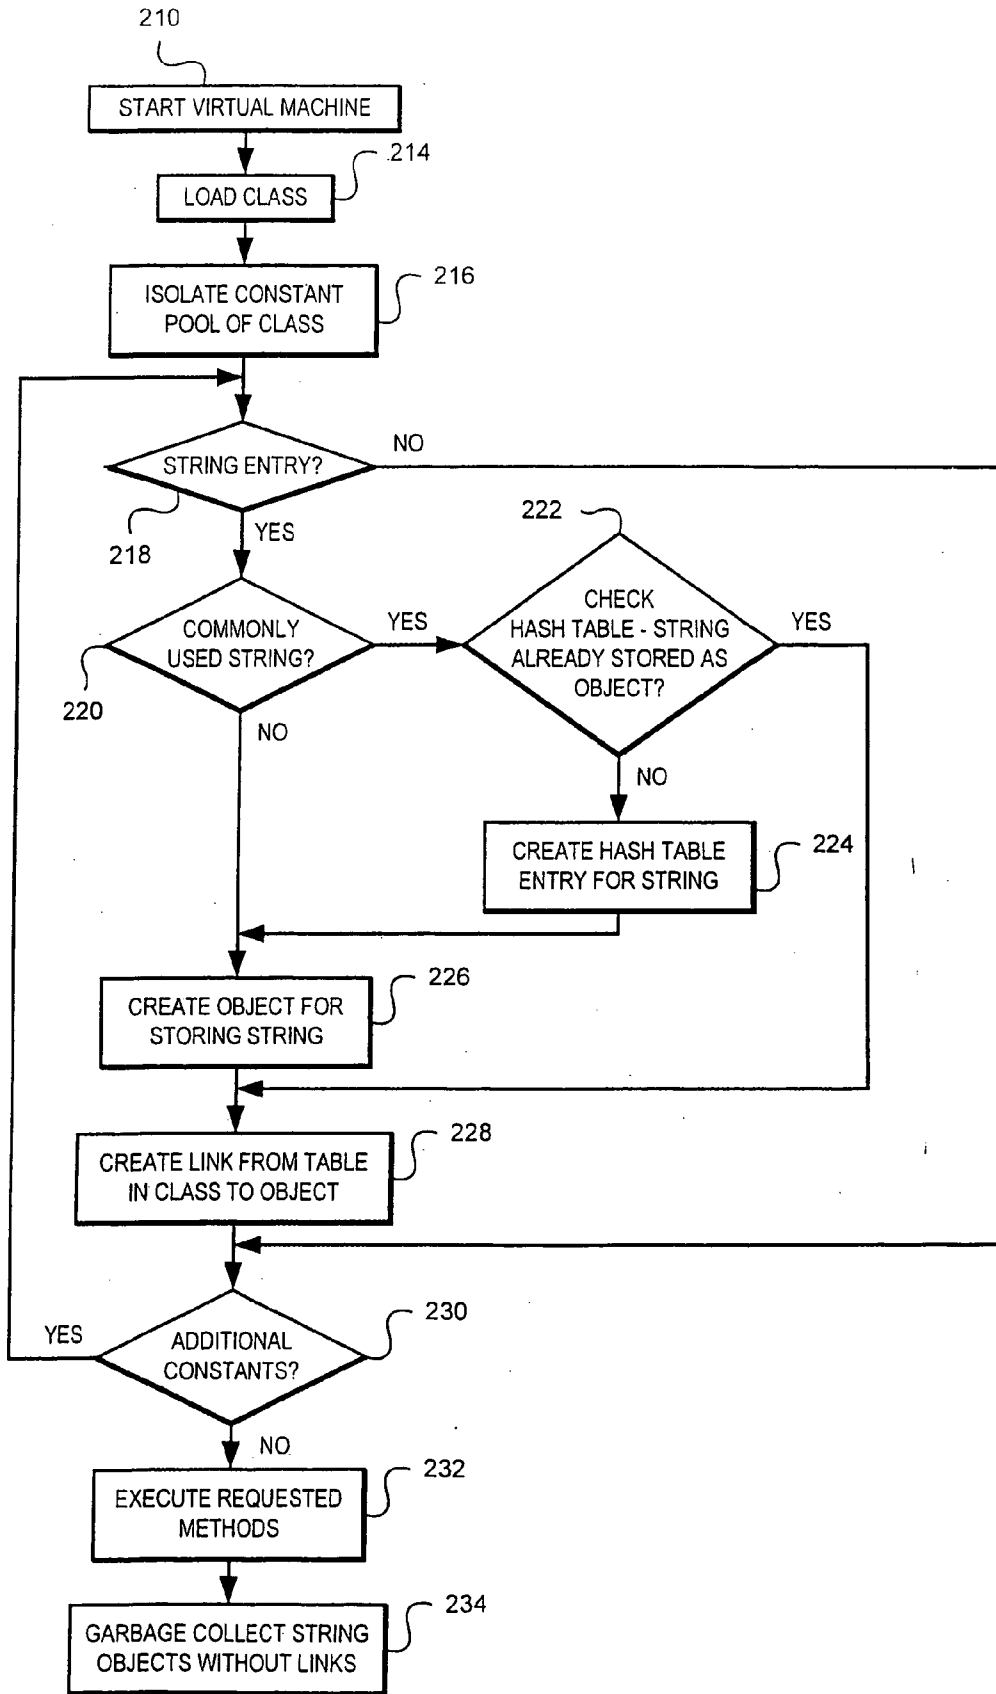 210
START VIRTUAL MACHINE
214
LOAD CLASS
216
ISOLATE CONSTANT
POOL OF CLASS
STRING ENTRY?
NO
218
YES
222
COMMONLY
USED STRING?
YES
CHECK
HASH TABLE - STRING
ALREADY STORED AS
OBJECT?
YES
220
NO
NO
CREATE HASH TABLE
ENTRY FOR STRING
224
226
CREATE OBJECT FOR
STORING STRING
228
CREATE LINK FROM TABLE
IN CLASS TO OBJECT
230
YES
ADDITIONAL
CONSTANTS?
NO
232
EXECUTE REQUESTED
METHODS
234
GARBAGE COLLECT STRING
OBJECTS WITHOUT LINKS